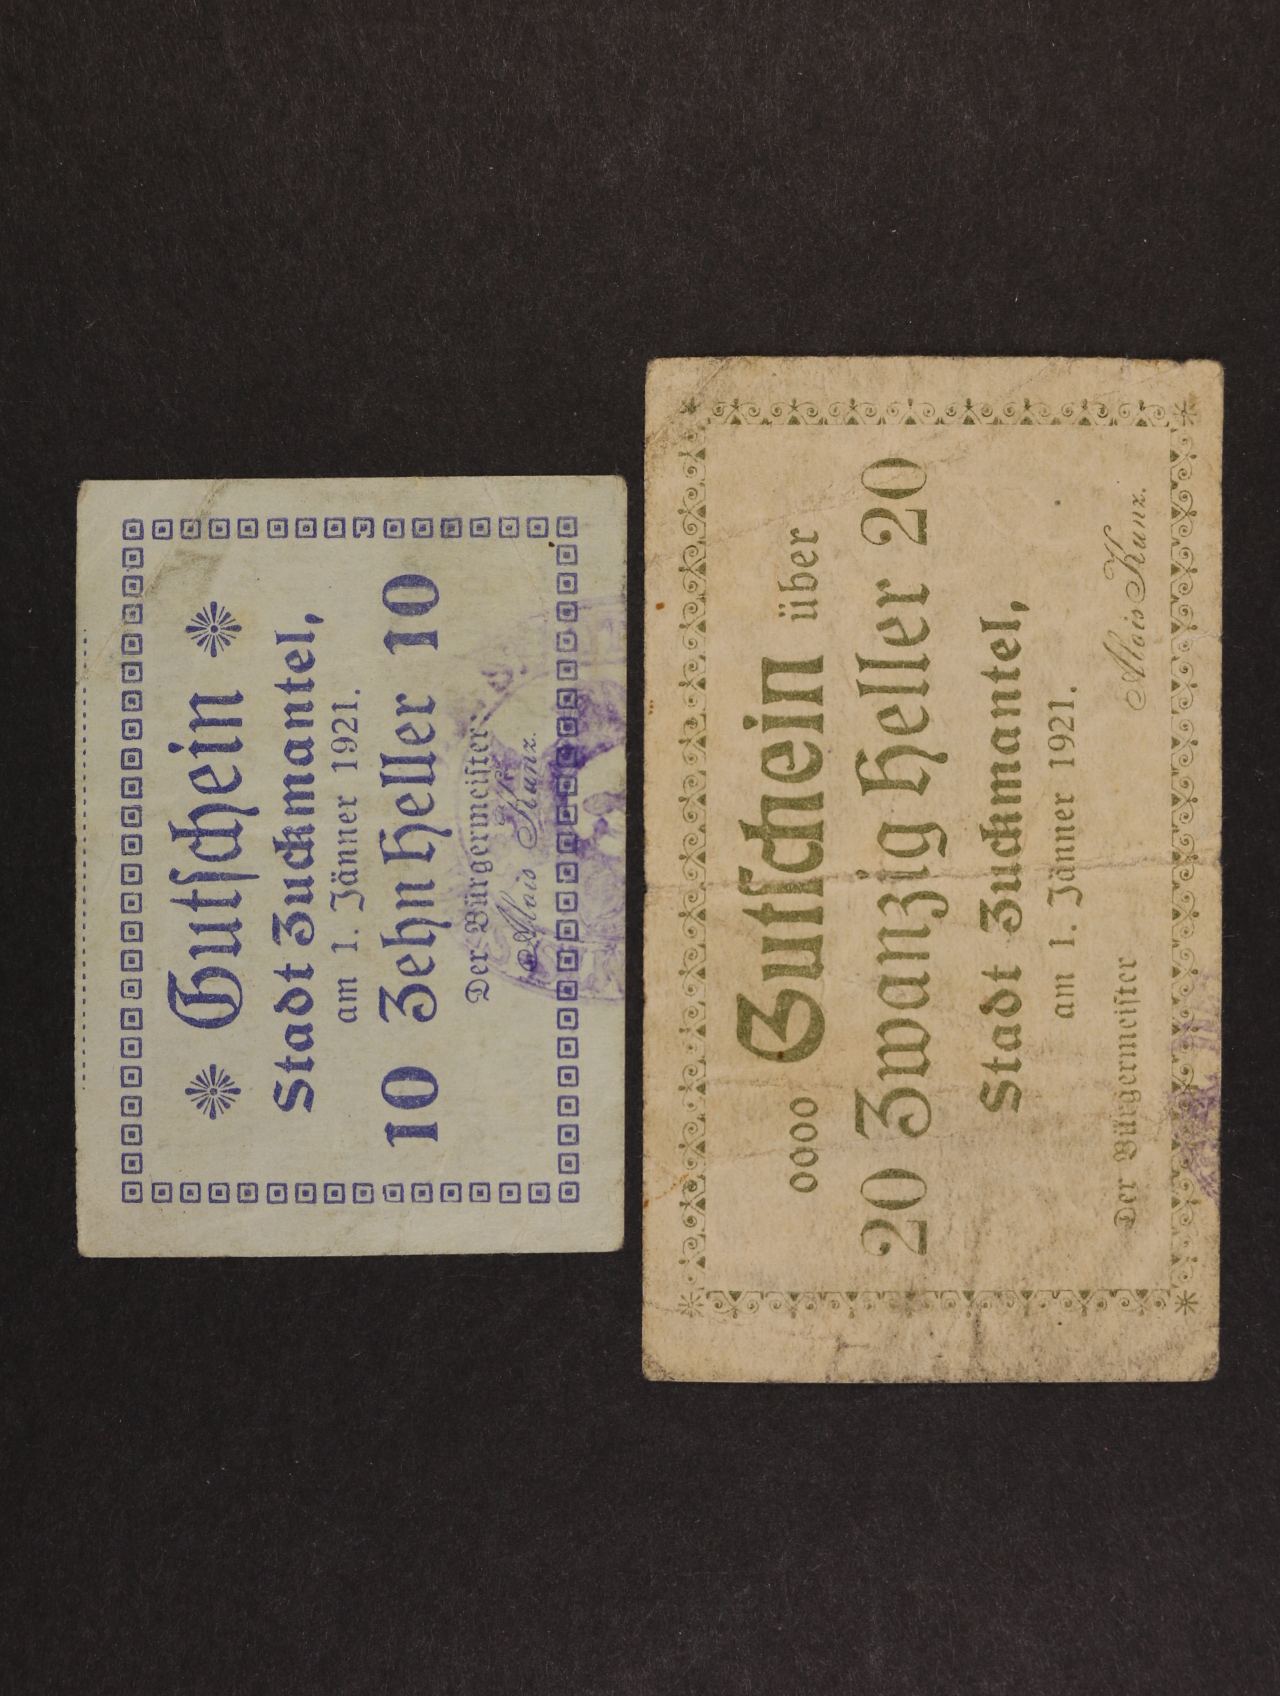 Gutschein
Stadt Zuckmantel,
am 1. Jänner 1921.
10 Zehn Heller 10
Der Bürgermeister
Alois Kunz.
oooo Gutschein über
20 Zwanzig Heller 20
Stadt Zuckmantel,
am 1. Jänner 1921.
Der Bürgermeister
Alois Kunz.